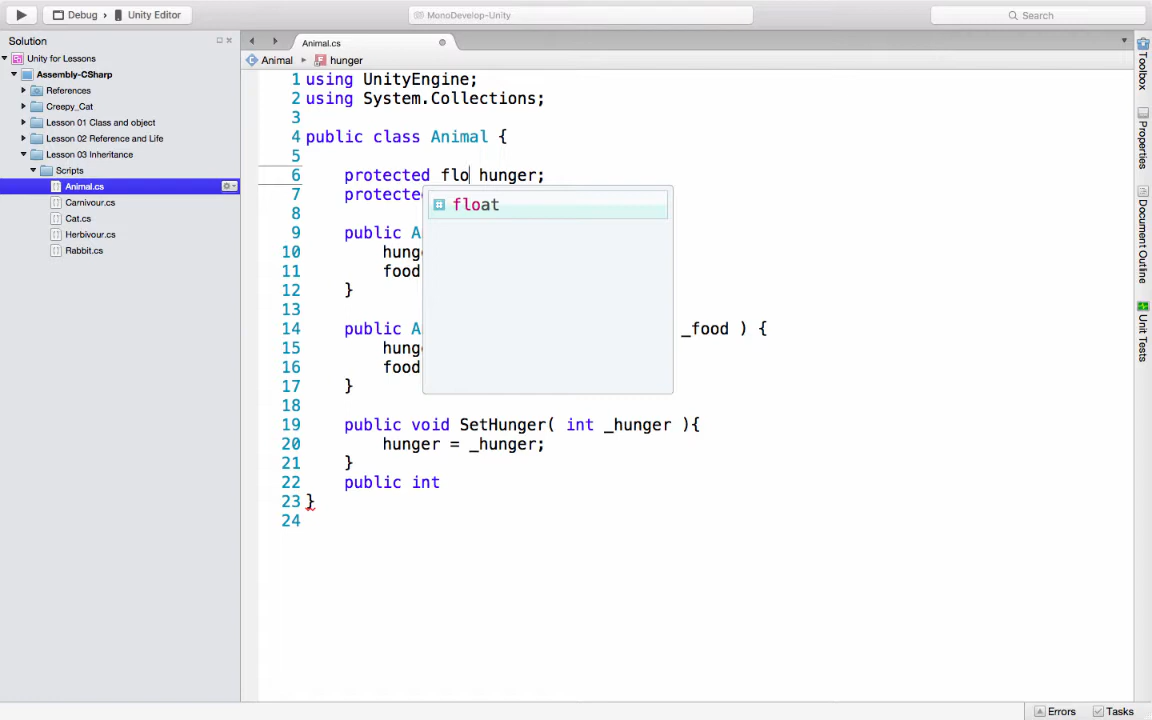 Debug
Unity Editor
MonoDevelop-Unity
Search
Solution
Unity for Lessons
Assembly-CSharp
References
Creepy_Cat
Lesson 01 Class and object
Lesson 02 Reference and Life
Lesson 03 Inheritance
Scripts
Animal.cs
Carnivour.cs
Cat.cs
Herbivour.cs
Rabbit.cs
Animal.cs
Animal
hunger
1 using UnityEngine;
2 using System.Collections;
3
4 public class Animal {
5
6 protected flo hunger;
7
float
8
9 public
10
11 food
12 }
13
14 public _food ) {
15
16 food
17 }
18
19 public void SetHunger( int _hunger ){
20 hunger = _hunger;
21 }
22 public int
23 }
24
Toolbox
Properties
Document Outline
Unit Tests
Errors
Tasks